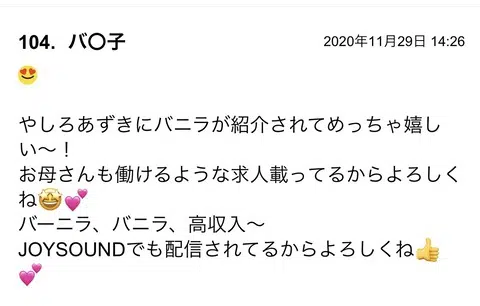 104. バ〇子 2020年11月29日 14:26
😍
やしろあずきにバニラが紹介されてめっちゃ嬉し
い〜！
お母さんも働けるような求人載ってるからよろしく
ね🤩💕
バーニラ、バニラ、高収入〜
JOYSOUNDでも配信されてるからよろしくね👍
💕